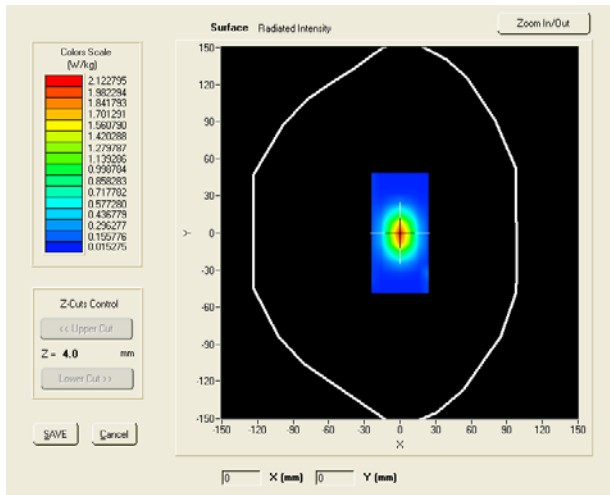 Surface Radiated Intensity
Zoom In/Out
Colors Scale
(W/kg)
2.122795
1.982294
1.841793
1.701291
1.560790
1.420288
1.279787
1.139286
0.998784
0.858283
0.717782
0.577280
0.436779
0.296277
0.155776
0.015275
Z-Cuts Control
<< Upper Cut
Z = 4.0 mm
Lower Cut >>
SAVE Cancel
150-
120-
90-
60-
30-
Y 0-
-30-
-60-
-90-
-120-
-150-
-150 -120 -90 -60 -30 0 30 60 90 120 150
X
0 X (mm) 0 Y (mm)